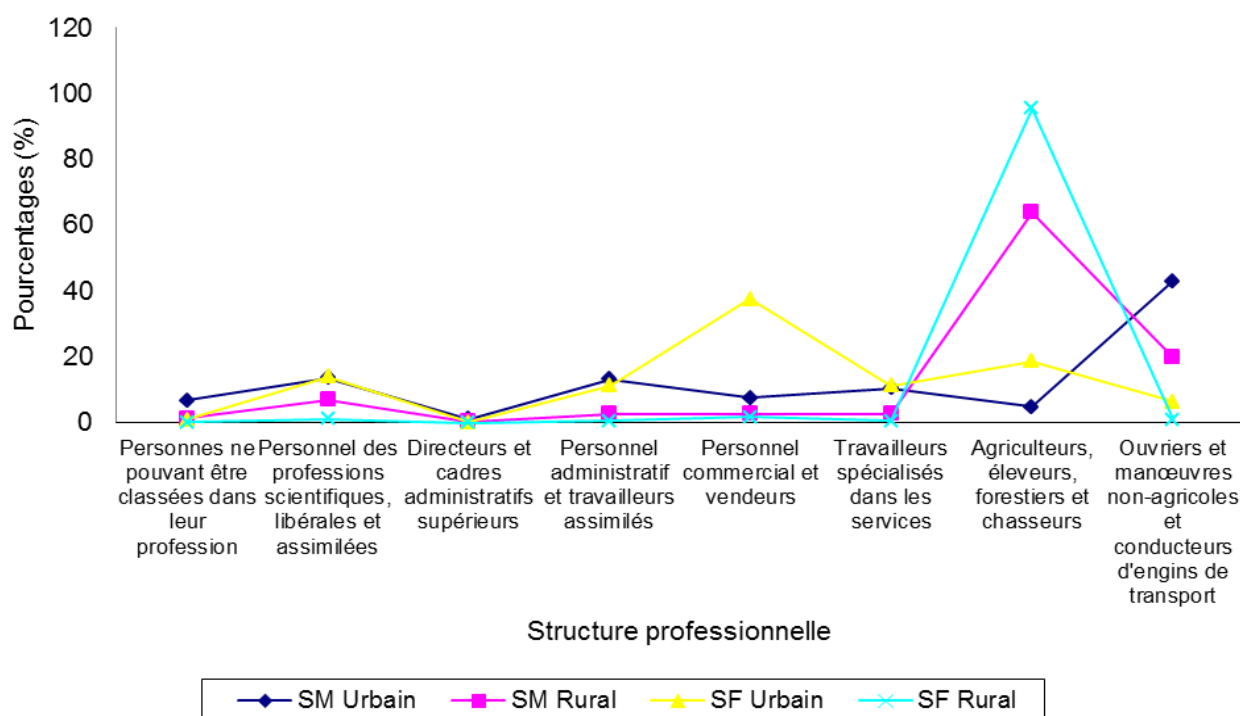 120
100
80
60
40
20
0
Pourcentages (%)
Personnes ne
pouvant être
classées dans
leur
profession
Personnel des
professions
scientifiques,
libérales et
assimilées
Directeurs et
cadres
administratifs
supérieurs
Personnel
administratif
et travailleurs
assimilés
Personnel
commercial et
vendeurs
Travailleurs
spécialisés
dans les
services
Agriculteurs,
éleveurs,
forestiers et
chasseurs
Ouvriers et
manœuvres
non-agricoles
et
conducteurs
d'engins de
transport
Structure professionnelle
SM Urbain SM Rural SF Urbain SF Rural